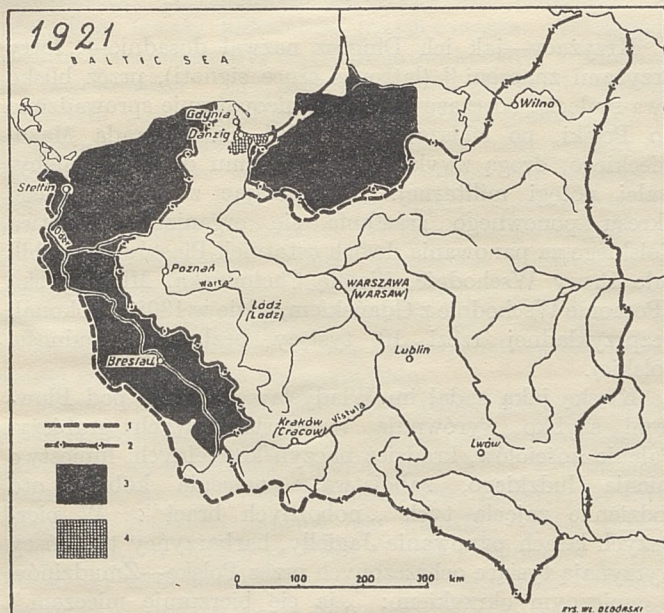 1921
BALTIC SEA
Gdynia
Danzig
Wilno
Stettin
Oder
Poznań
Warta
WARSZAWA
(WARSAW)
Łódź
(Lodz)
Breslau
Lublin
Kraków
(Cracow)
Vistula
Lwów
1
2
3
4
0 100 200 300 km
RYS. WŁ. DEGÓRSKI